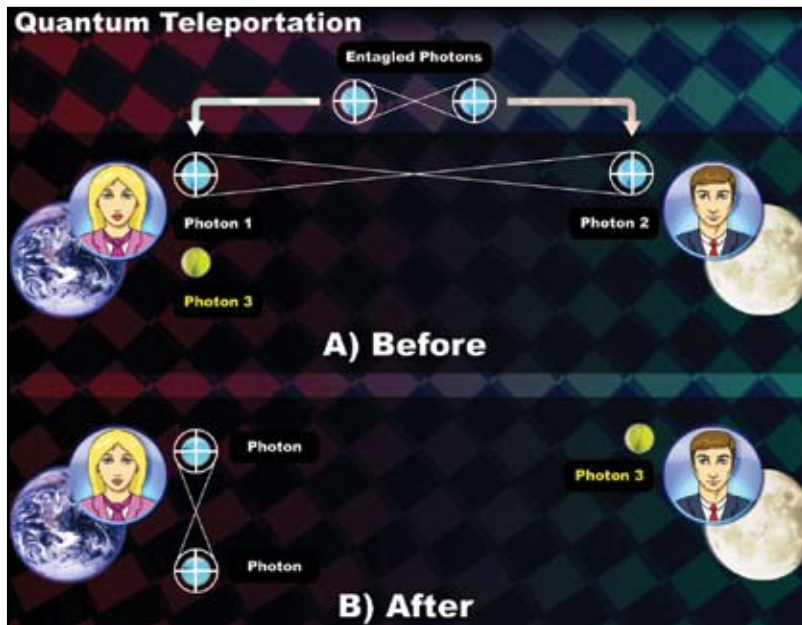 Quantum Teleportation
Entagled Photons
Photon 1
Photon 2
Photon 3
A) Before
Photon
Photon 3
Photon
B) After